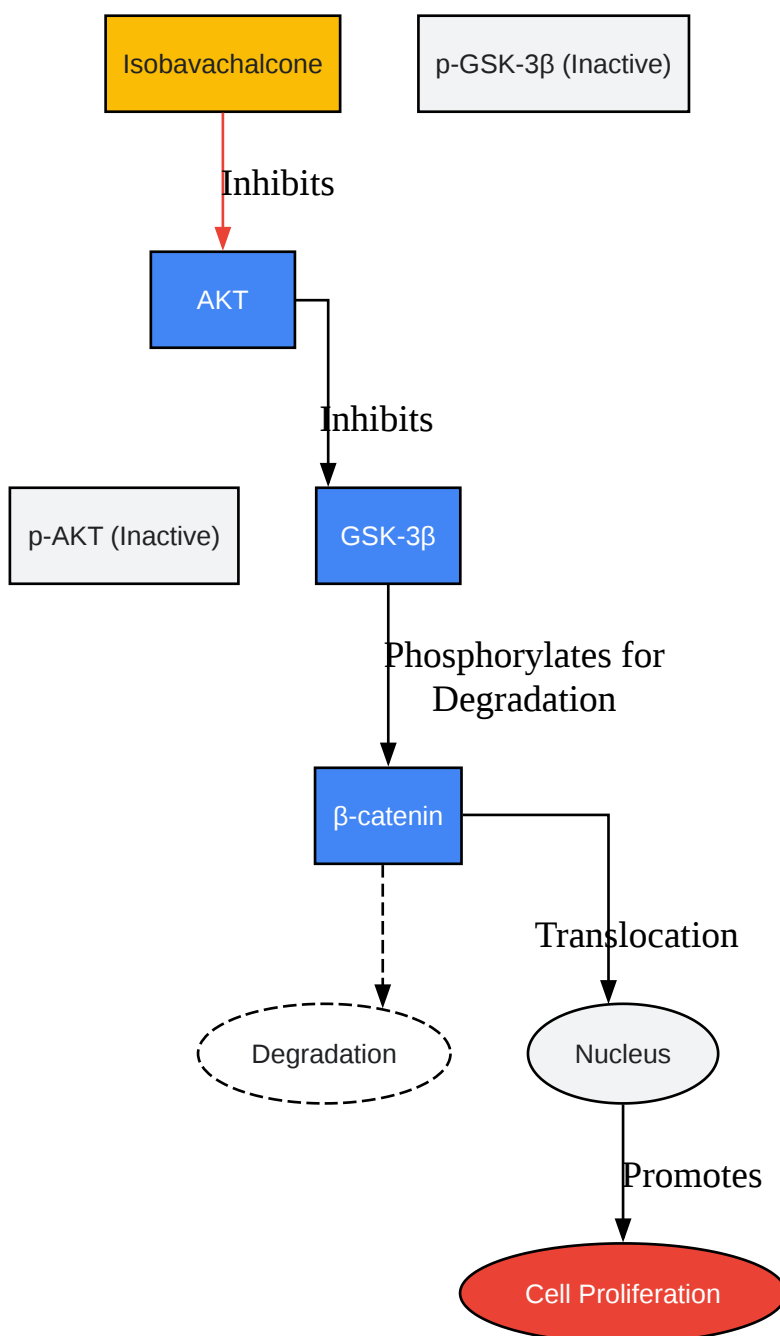 Isobavachalcone
p-GSK-3β (Inactive)
Inhibits
AKT
Inhibits
p-AKT (Inactive)
GSK-3β
Phosphorylates for
Degradation
β-catenin
Translocation
Degradation
Nucleus
Promotes
Cell Proliferation